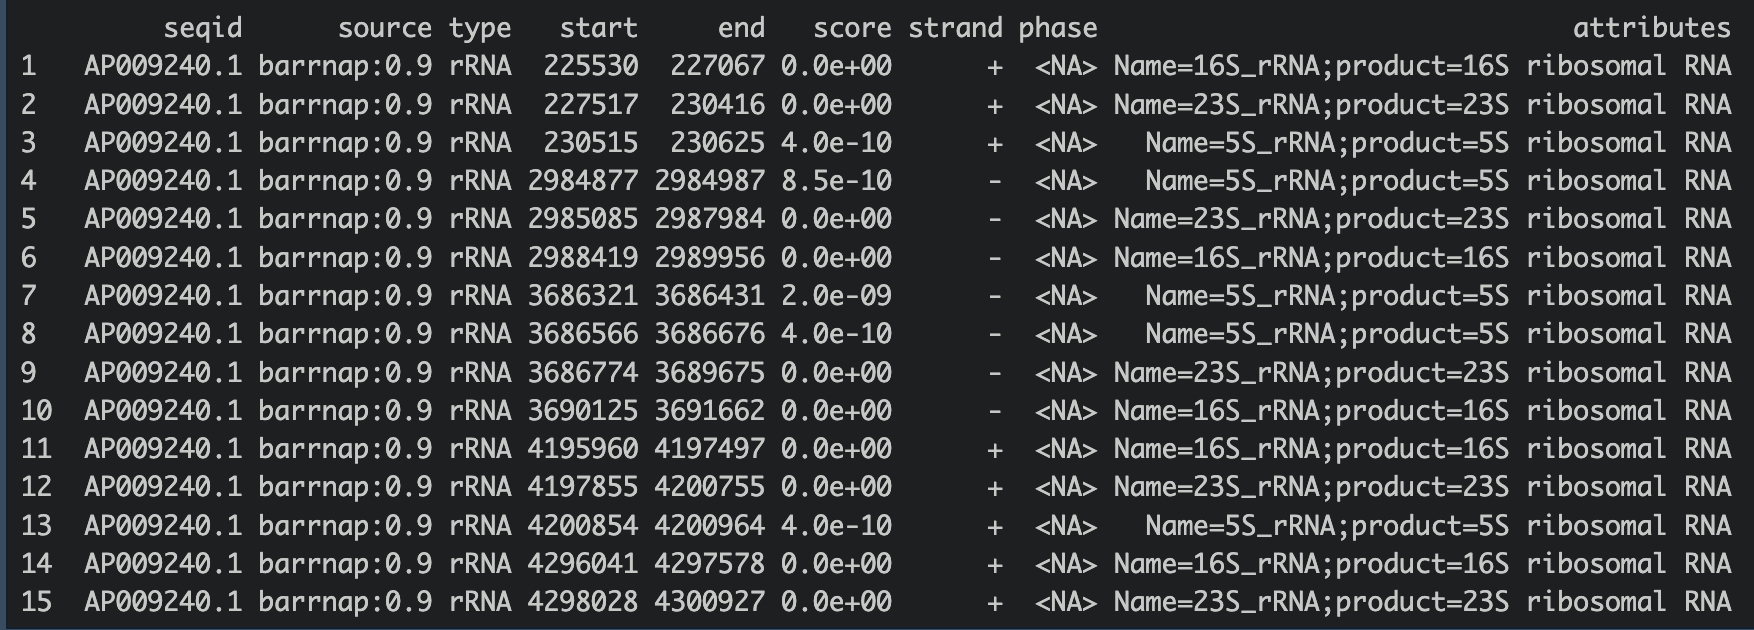 seqid source type start end score strand phase attributes
1 AP009240.1 barrnap:0.9 rRNA 225530 227067 0.0e+00 + <NA> Name=16S_rRNA;product=16S ribosomal RNA
2 AP009240.1 barrnap:0.9 rRNA 227517 230416 0.0e+00 + <NA> Name=23S_rRNA;product=23S ribosomal RNA
3 AP009240.1 barrnap:0.9 rRNA 230515 230625 4.0e-10 + <NA> Name=5S_rRNA;product=5S ribosomal RNA
4 AP009240.1 barrnap:0.9 rRNA 2984877 2984987 8.5e-10 - <NA> Name=5S_rRNA;product=5S ribosomal RNA
5 AP009240.1 barrnap:0.9 rRNA 2985085 2987984 0.0e+00 - <NA> Name=23S_rRNA;product=23S ribosomal RNA
6 AP009240.1 barrnap:0.9 rRNA 2988419 2989956 0.0e+00 - <NA> Name=16S_rRNA;product=16S ribosomal RNA
7 AP009240.1 barrnap:0.9 rRNA 3686321 3686431 2.0e-09 - <NA> Name=5S_rRNA;product=5S ribosomal RNA
8 AP009240.1 barrnap:0.9 rRNA 3686566 3686676 4.0e-10 - <NA> Name=5S_rRNA;product=5S ribosomal RNA
9 AP009240.1 barrnap:0.9 rRNA 3686774 3689675 0.0e+00 - <NA> Name=23S_rRNA;product=23S ribosomal RNA
10 AP009240.1 barrnap:0.9 rRNA 3690125 3691662 0.0e+00 - <NA> Name=16S_rRNA;product=16S ribosomal RNA
11 AP009240.1 barrnap:0.9 rRNA 4195960 4197497 0.0e+00 + <NA> Name=16S_rRNA;product=16S ribosomal RNA
12 AP009240.1 barrnap:0.9 rRNA 4197855 4200755 0.0e+00 + <NA> Name=23S_rRNA;product=23S ribosomal RNA
13 AP009240.1 barrnap:0.9 rRNA 4200854 4200964 4.0e-10 + <NA> Name=5S_rRNA;product=5S ribosomal RNA
14 AP009240.1 barrnap:0.9 rRNA 4296041 4297578 0.0e+00 + <NA> Name=16S_rRNA;product=16S ribosomal RNA
15 AP009240.1 barrnap:0.9 rRNA 4298028 4300927 0.0e+00 + <NA> Name=23S_rRNA;product=23S ribosomal RNA